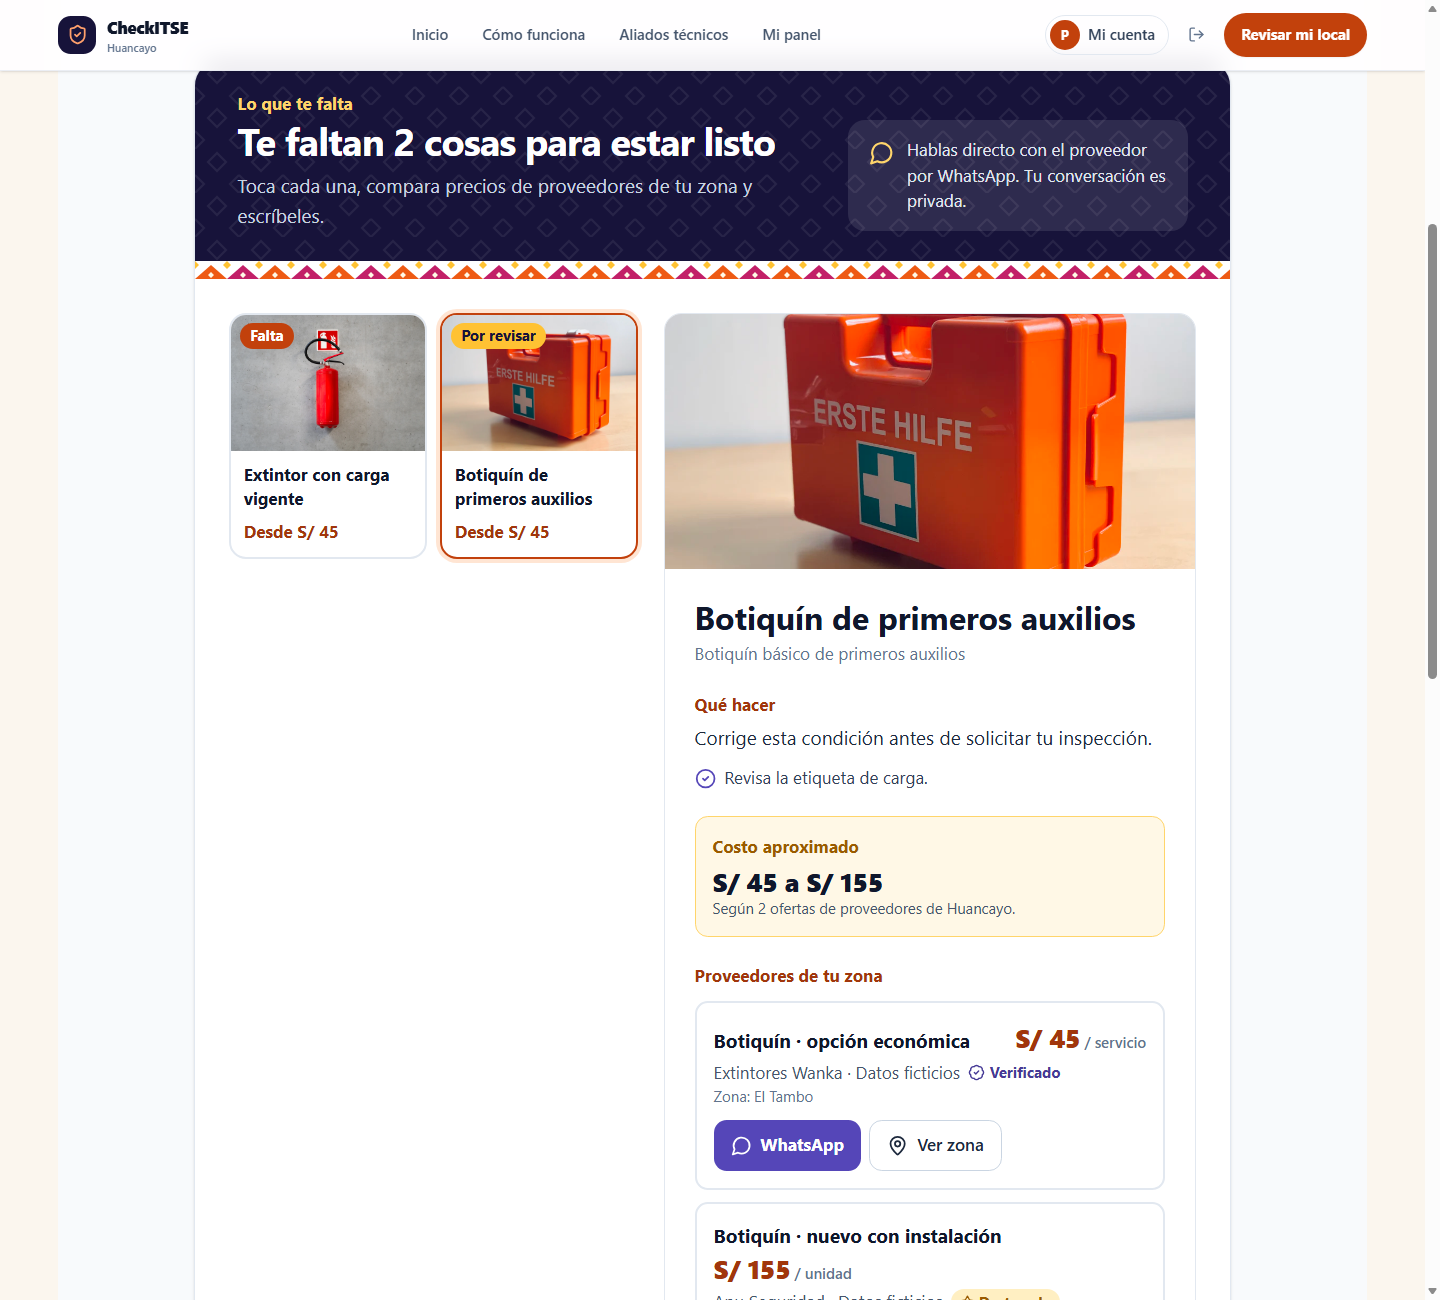 CheckITSE
Huancayo
Inicio
Cómo funciona
Aliados técnicos
Mi panel
P
Mi cuenta
Revisar mi local
Lo que te falta
Te faltan 2 cosas para estar listo
Toca cada una, compara precios de proveedores de tu zona y
escríbeles.
Hablas directo con el proveedor
por WhatsApp. Tu conversación es
privada.
Falta
Extintor con carga
vigente
Desde S/ 45
Por revisar
ERSTE HILFE
Botiquín de
primeros auxilios
Desde S/ 45
ERSTE HILFE
Botiquín de primeros auxilios
Botiquín básico de primeros auxilios
Qué hacer
Corrige esta condición antes de solicitar tu inspección.
Revisa la etiqueta de carga.
Costo aproximado
S/ 45 a S/ 155
Según 2 ofertas de proveedores de Huancayo.
Proveedores de tu zona
Botiquín · opción económica
S/ 45 / servicio
Extintores Wanka · Datos ficticios
Verificado
Zona: El Tambo
WhatsApp
Ver zona
Botiquín · nuevo con instalación
S/ 155 / unidad